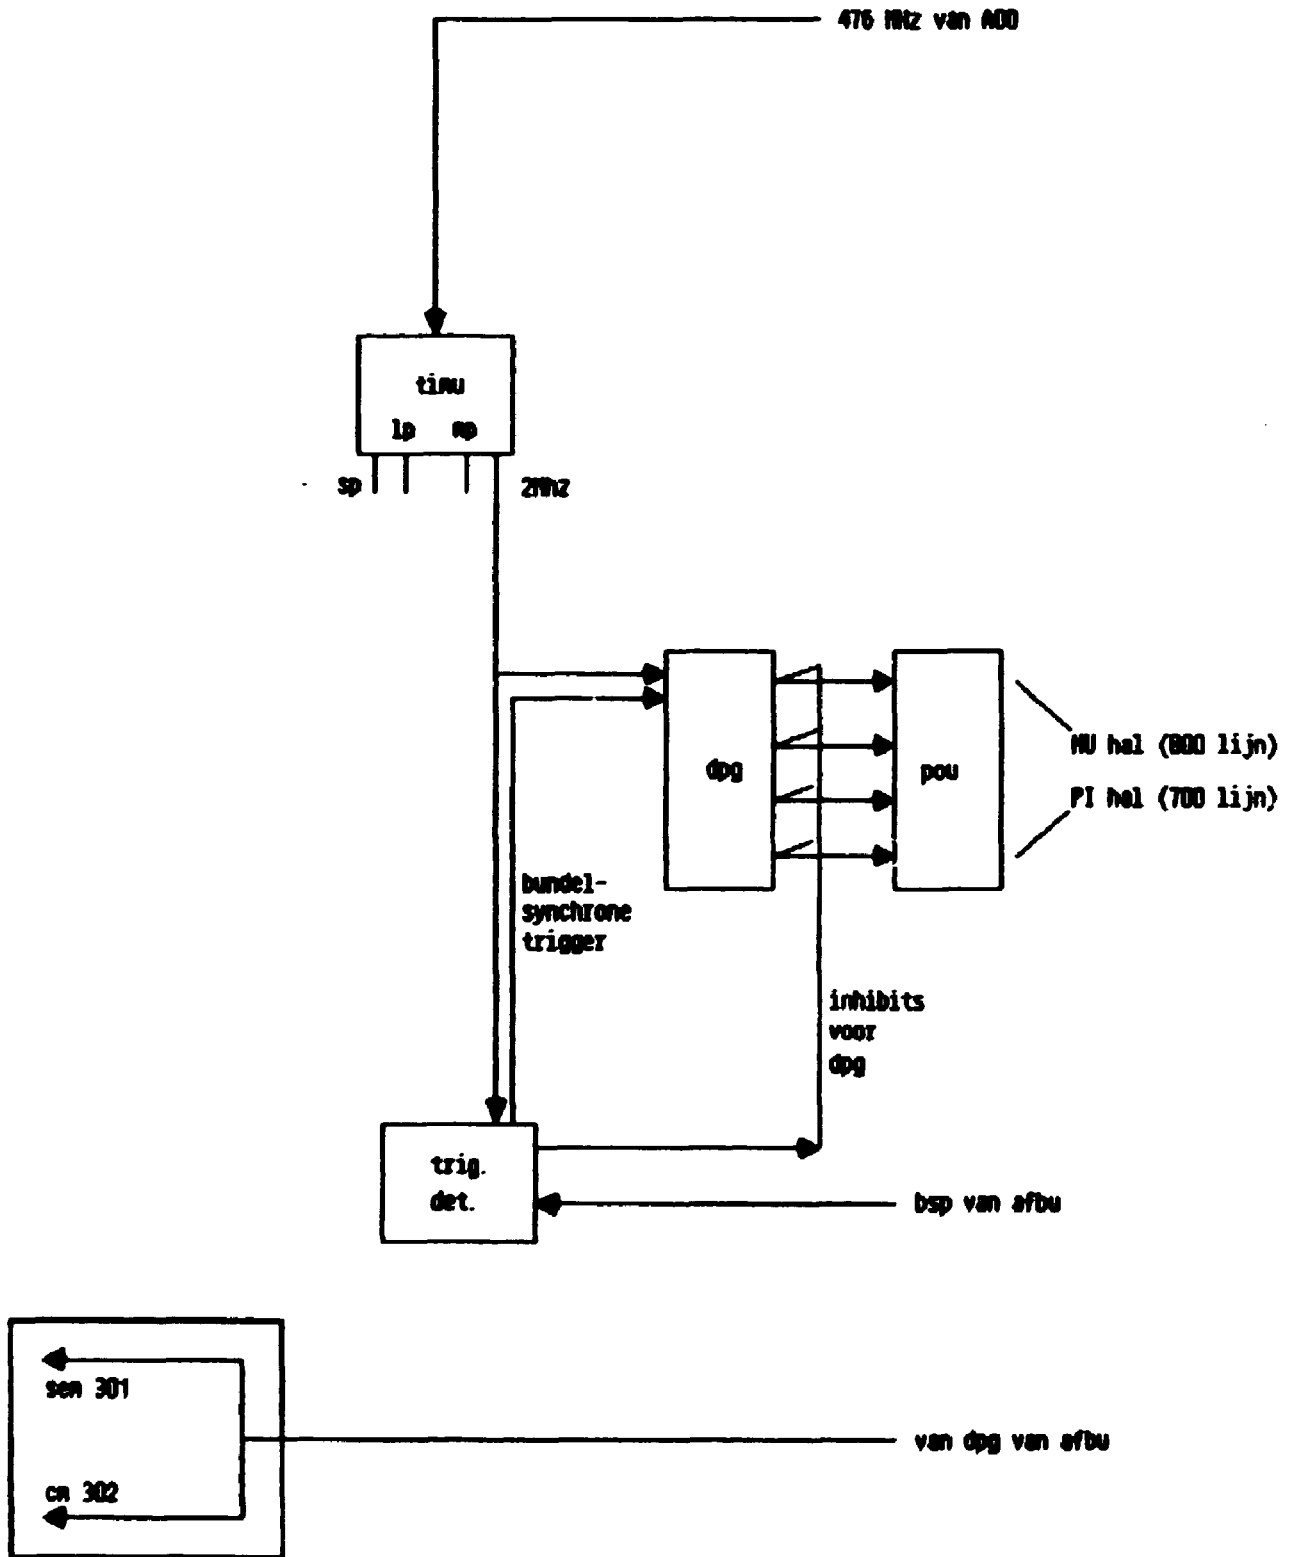 476 MHz van A00
timu
lp mp
sp
2Mhz
dpg
pou
MU hal (800 lijn)
PI hal (700 lijn)
bundel-
synchrone
trigger
inhibits
voor
dpg
trig.
det.
bsp van afbu
sem 301
cm 302
van dpg van afbu